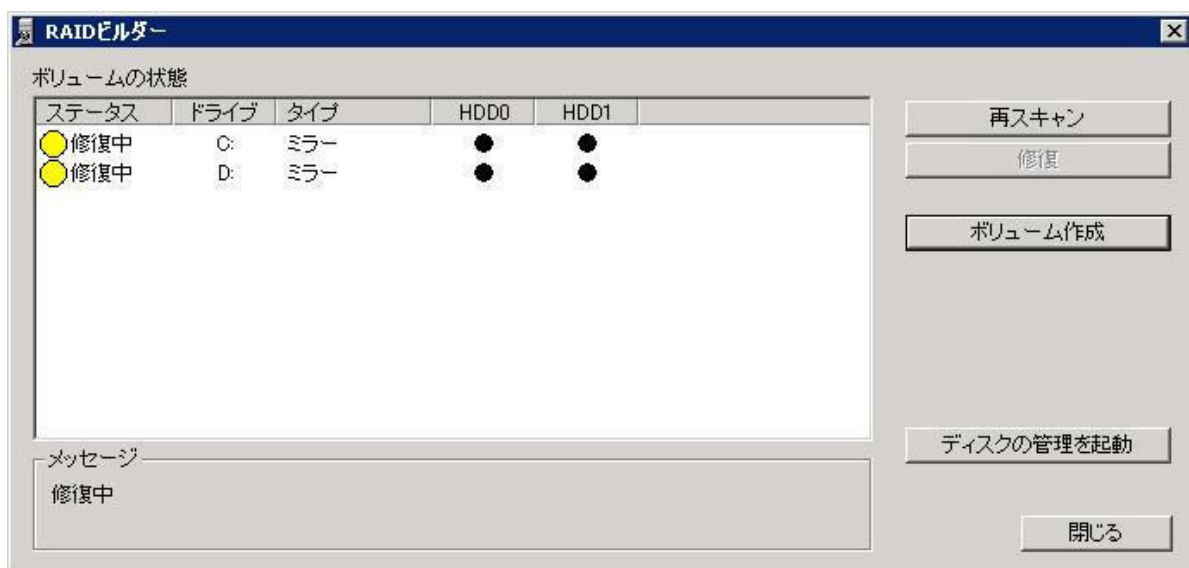 RAIDビルダー
ボリュームの状態
ステータス ドライブ タイプ HDD0 HDD1
修復中 C: ミラー ● ●
修復中 D: ミラー ● ●
再スキャン
修復
ボリューム作成
ディスクの管理を起動
メッセージ
修復中
閉じる